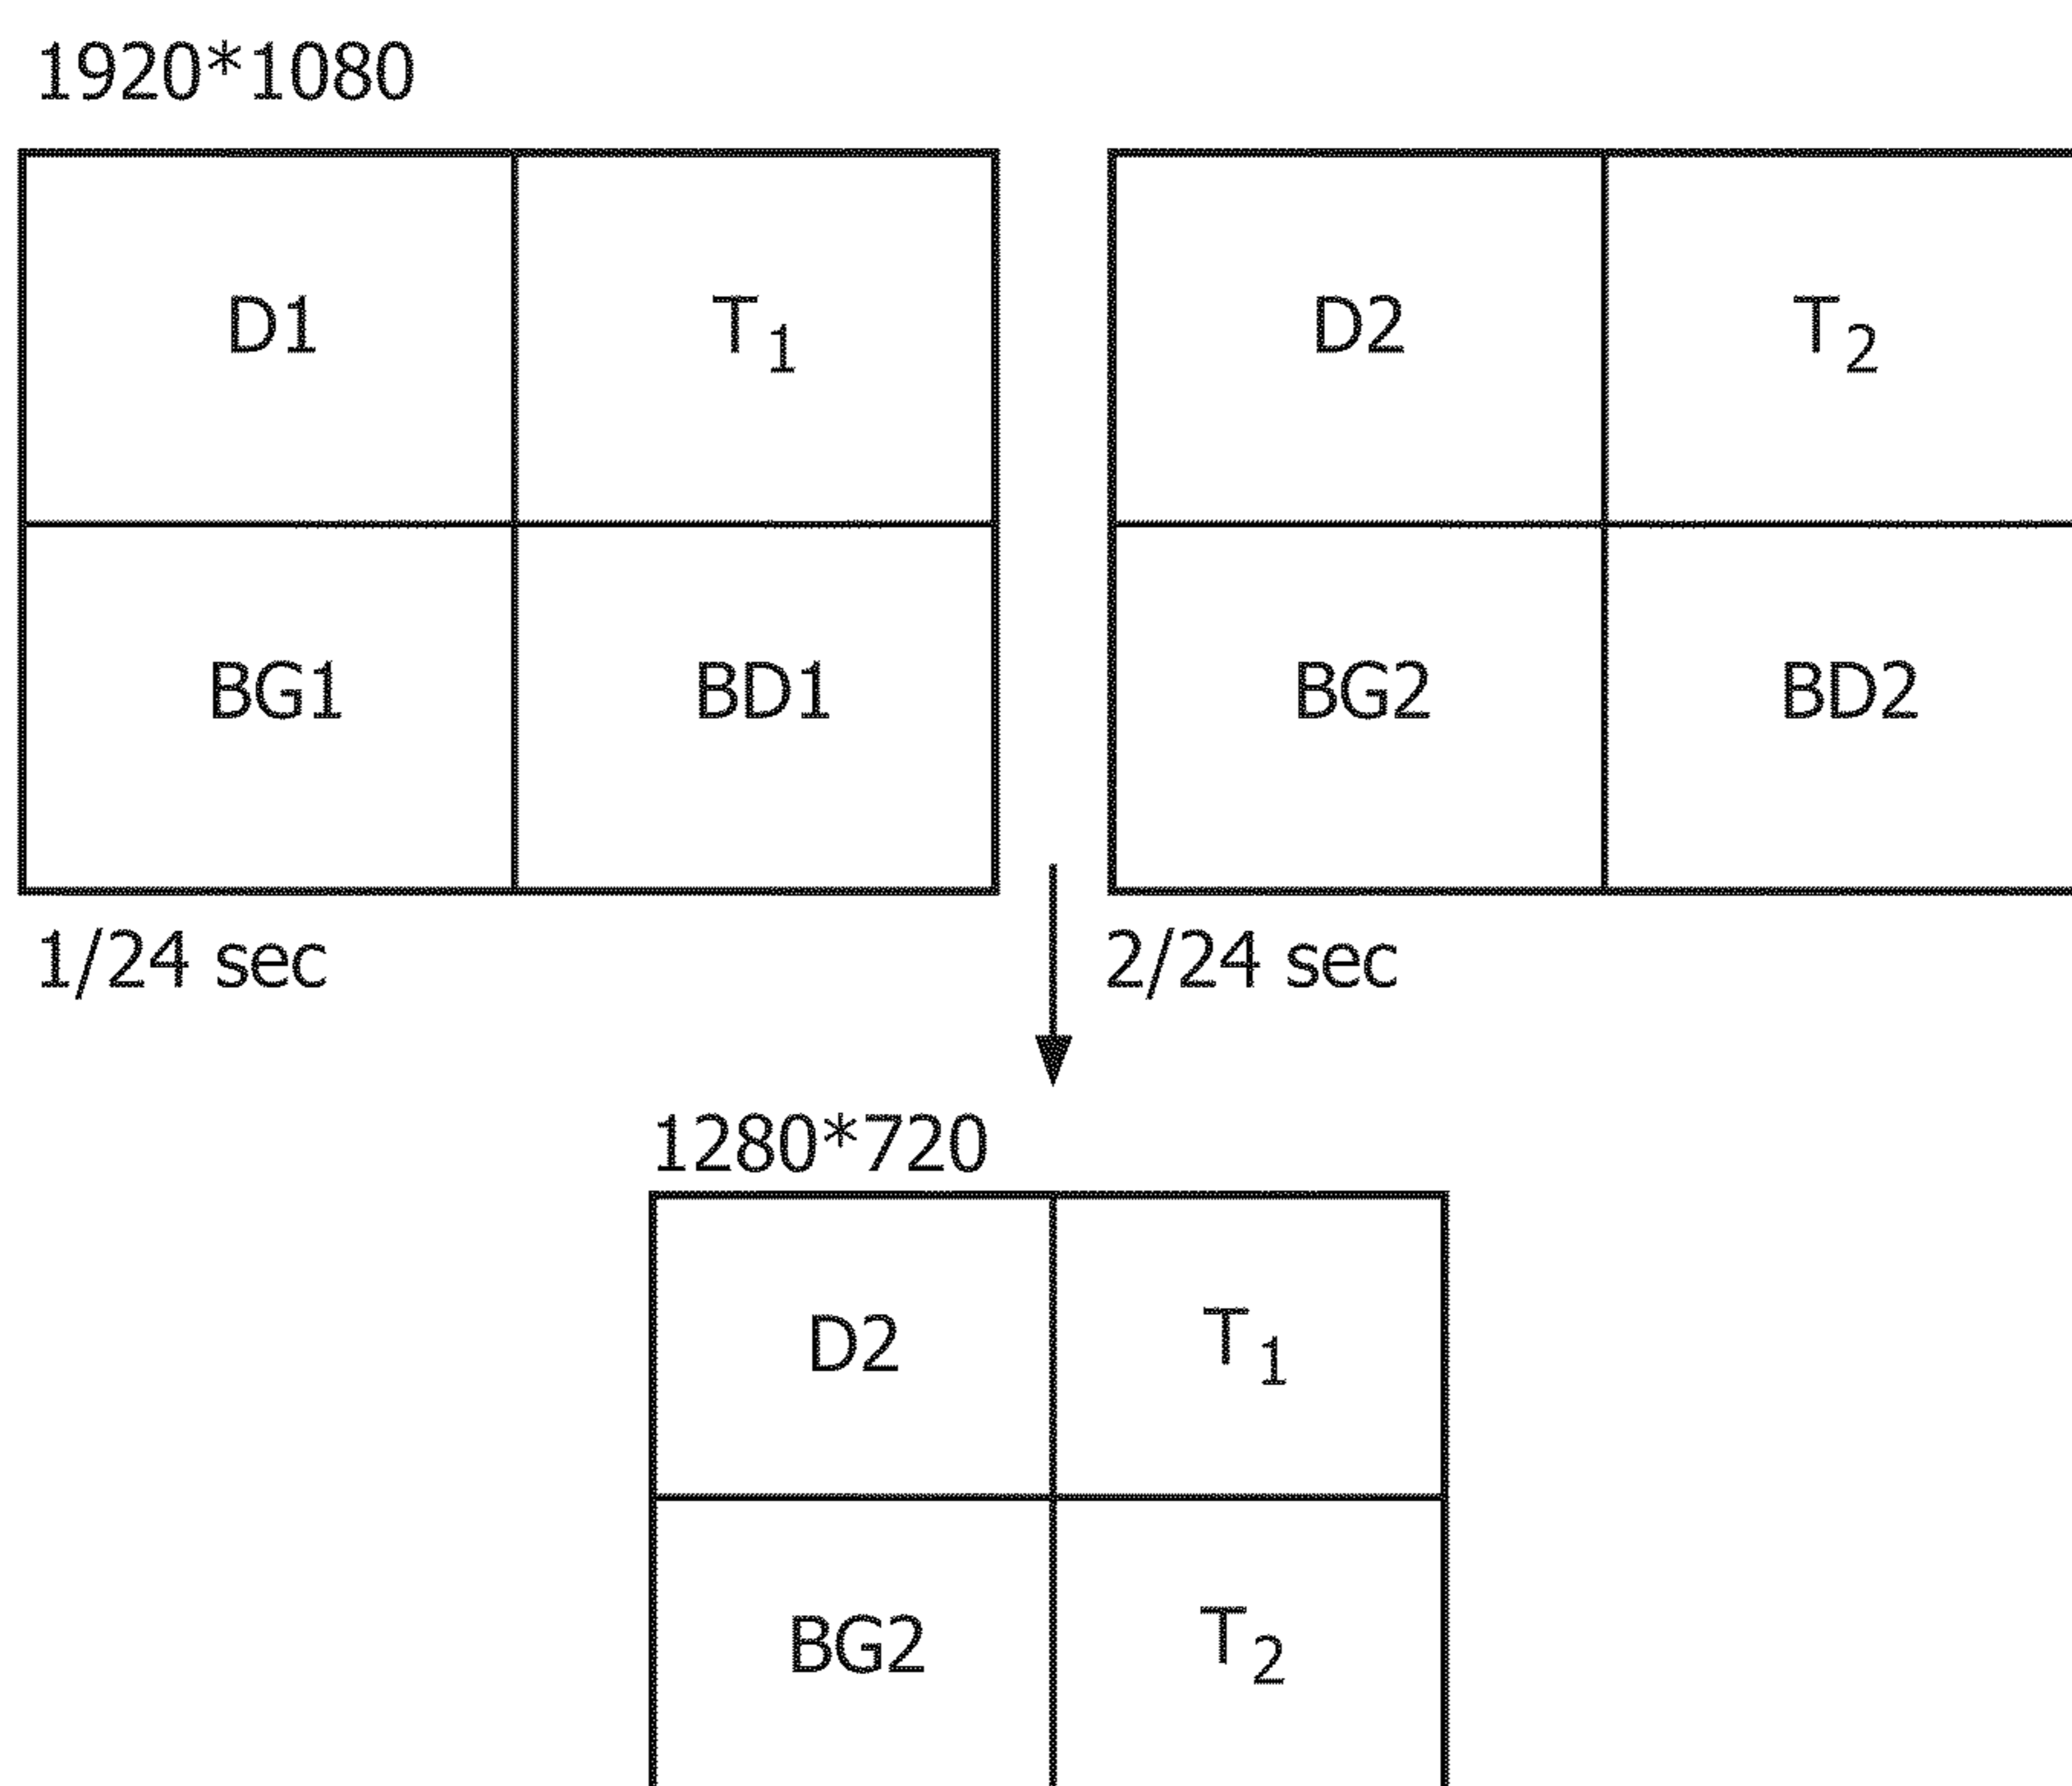 1920*1080
D1 T₁ D2 T₂
BG1 BD1 BG2 BD2
1/24 sec 2/24 sec
1280*720
D2 T₁
BG2 T₂